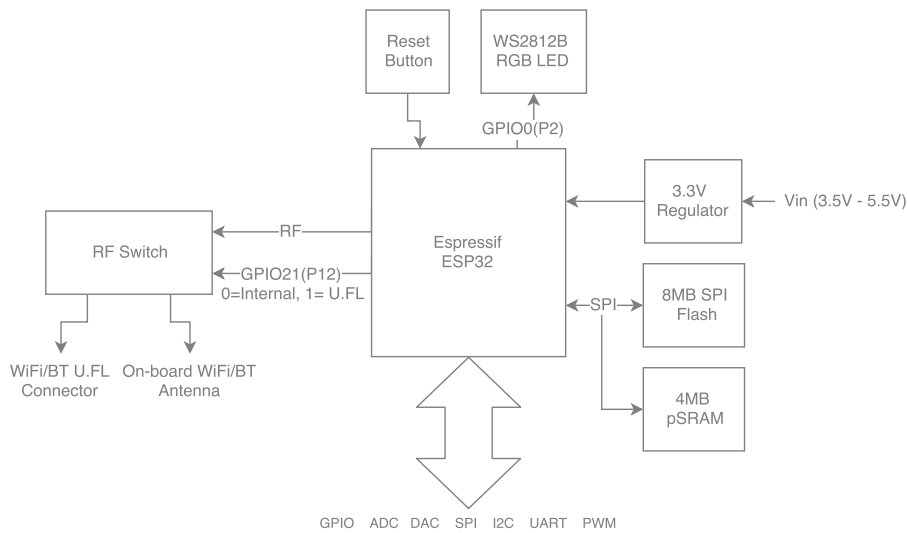 Reset
Button
WS2812B
RGB LED
GPIO0(P2)
3.3V
Regulator
Vin (3.5V - 5.5V)
RF Switch
RF
Espressif
ESP32
GPIO21(P12)
0=Internal, 1= U.FL
SPI
8MB SPI
Flash
WiFi/BT U.FL
Connector
On-board WiFi/BT
Antenna
4MB
pSRAM
GPIO ADC DAC SPI I2C UART PWM